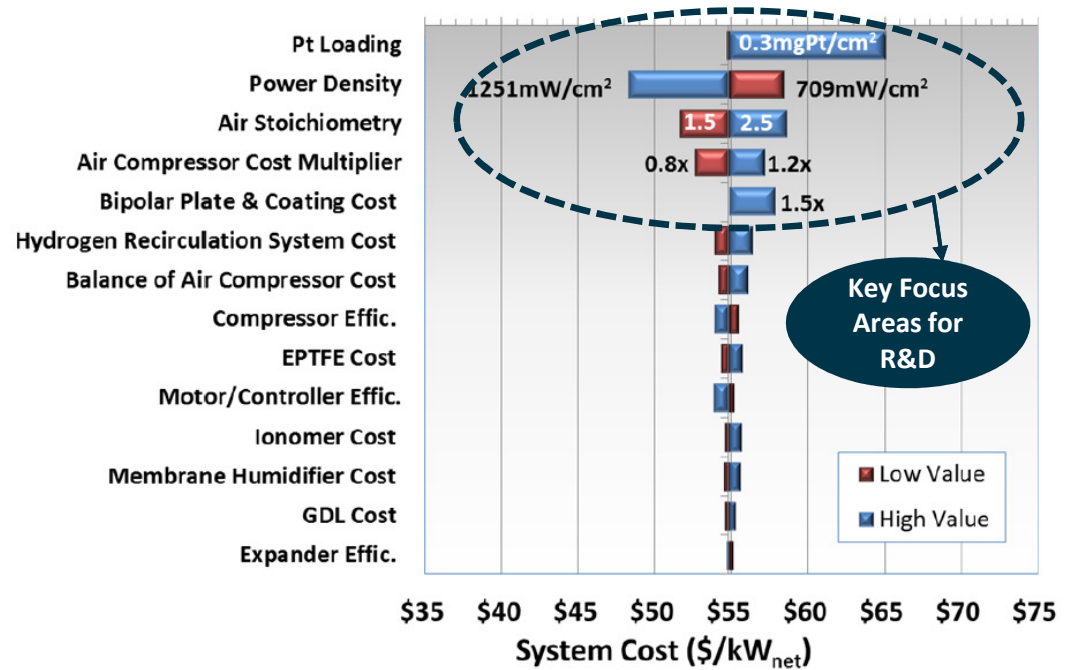 Pt Loading
0.3mgPt/cm²
Power Density
1251mW/cm²
709mW/cm²
Air Stoichiometry
1.5
2.5
Air Compressor Cost Multiplier
0.8x
1.2x
Bipolar Plate & Coating Cost
1.5x
Hydrogen Recirculation System Cost
Balance of Air Compressor Cost
Compressor Effic.
EPTFE Cost
Motor/Controller Effic.
Ionomer Cost
Membrane Humidifier Cost
GDL Cost
Expander Effic.
Key Focus
Areas for
R&D
Low Value
High Value
$35 $40 $45 $50 $55 $60 $65 $70 $75
System Cost ($/kWnet)